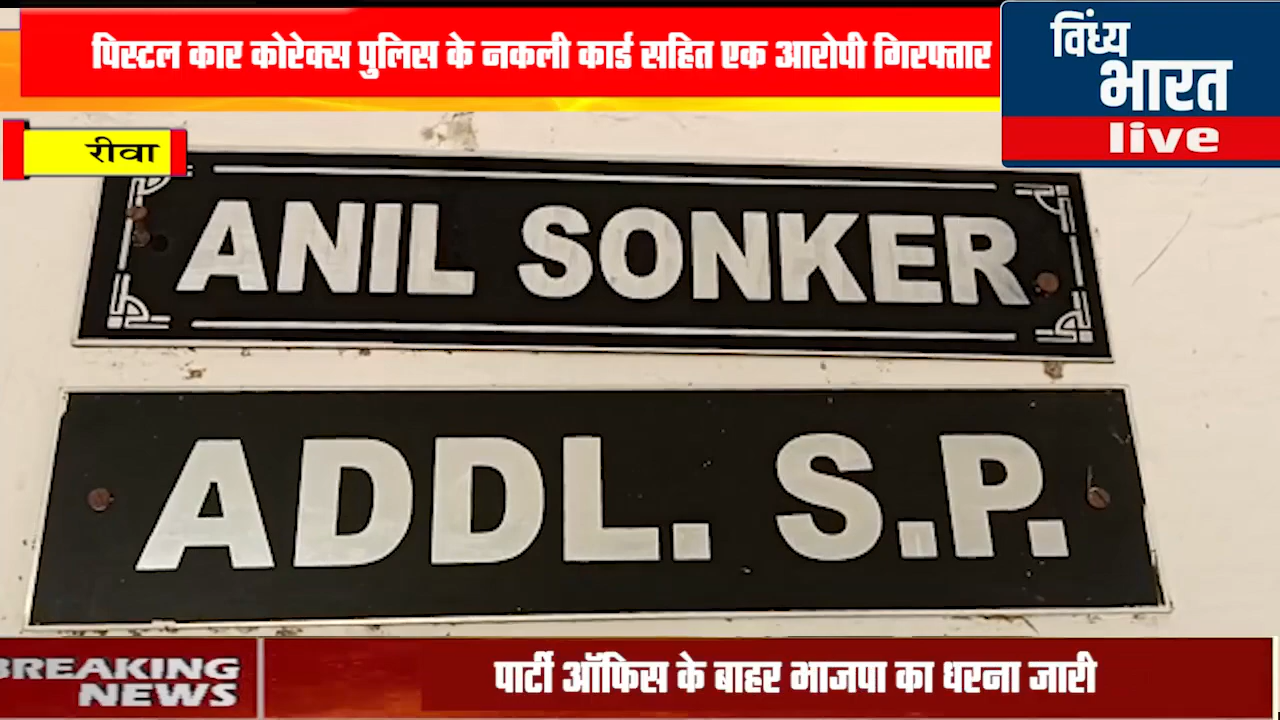 पिस्टल कार कोरेक्स पुलिस के नकली कार्ड सहित एक आरोपी गिरफ्तार
विंध्य
भारत
live
रीवा
ANIL SONKER
ADDL. S.P.
BREAKING
NEWS
पार्टी ऑफिस के बाहर भाजपा का धरना जारी